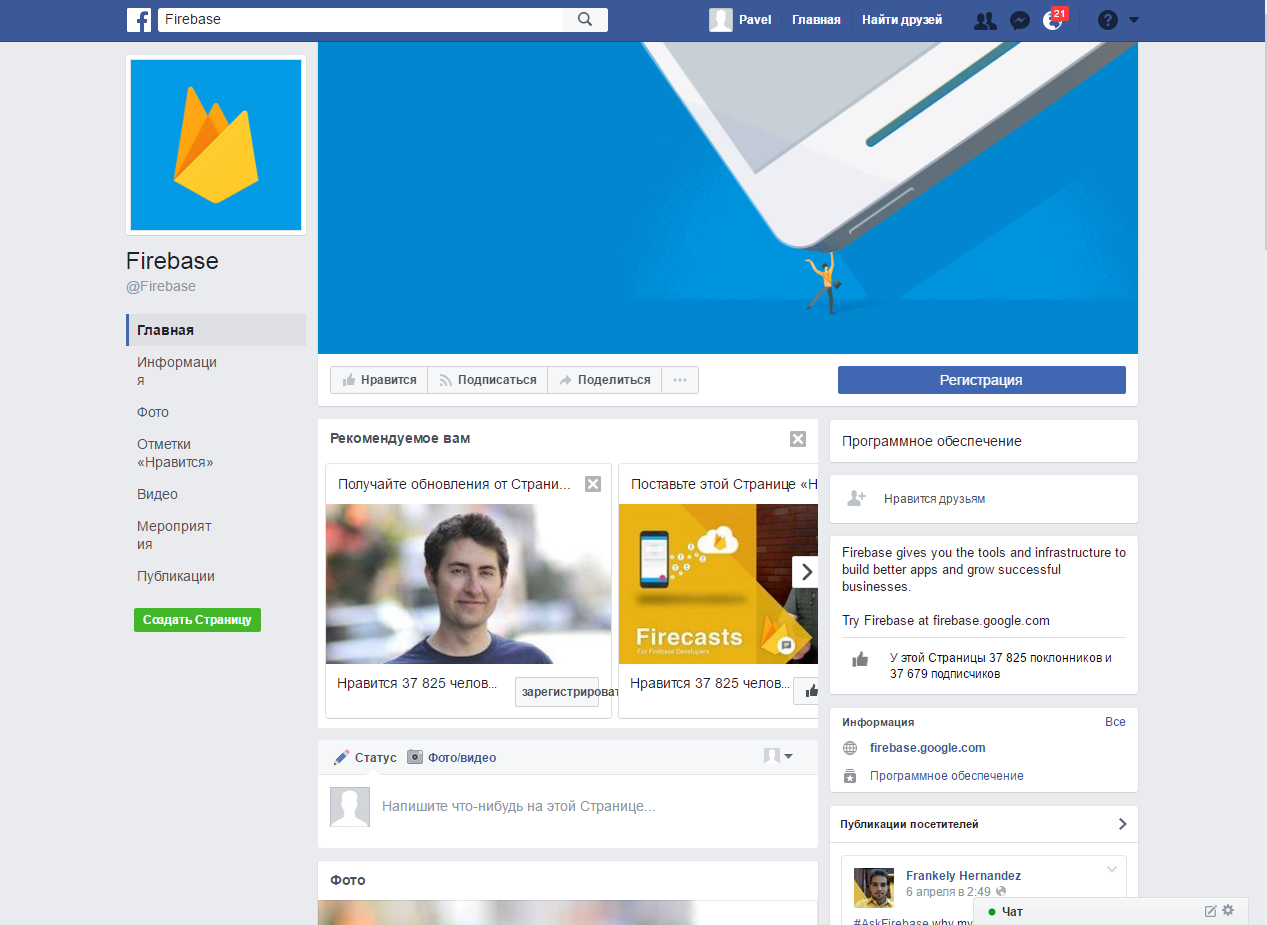 Firebase
Pavel
Главная
Найти друзей
21
Firebase
@Firebase
Главная
Информаци
я
Фото
Отметки
«Нравится»
Видео
Мероприят
ия
Публикации
Создать Страницу
Нравится
Подписаться
Поделиться
Регистрация
Рекомендуемое вам
Получайте обновления от Страни...
Нравится 37 825 челов...
зарегистрироват
Поставьте этой Странице «Н
Firecasts
For Firebase Developers
Нравится 37 825 челов...
Статус
Фото/видео
Напишите что-нибудь на этой Странице...
Фото
Программное обеспечение
Нравится друзьям
Firebase gives you the tools and infrastructure to
build better apps and grow successful
businesses.
Try Firebase at firebase.google.com
У этой Страницы 37 825 поклонников и
37 679 подписчиков
Информация
Все
firebase.google.com
Программное обеспечение
Публикации посетителей
Frankely Hernandez
6 апреля в 2:49
#AskFirebase why my
Чат